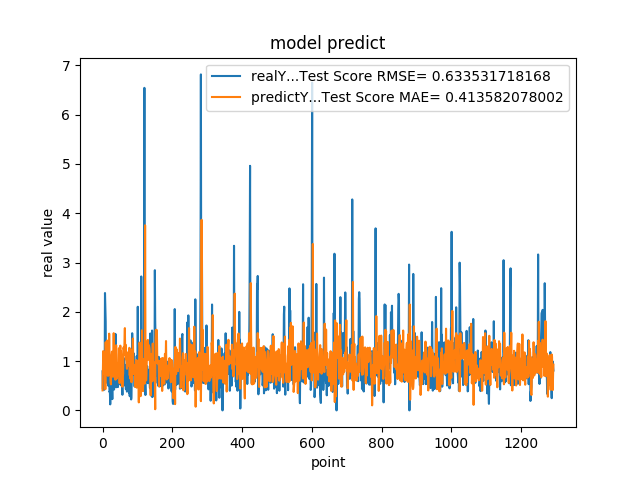 model predict
realY...Test Score RMSE= 0.633531718168
predictY...Test Score MAE= 0.413582078002
real value
7
6
5
4
3
2
1
0
0 200 400 600 800 1000 1200
point